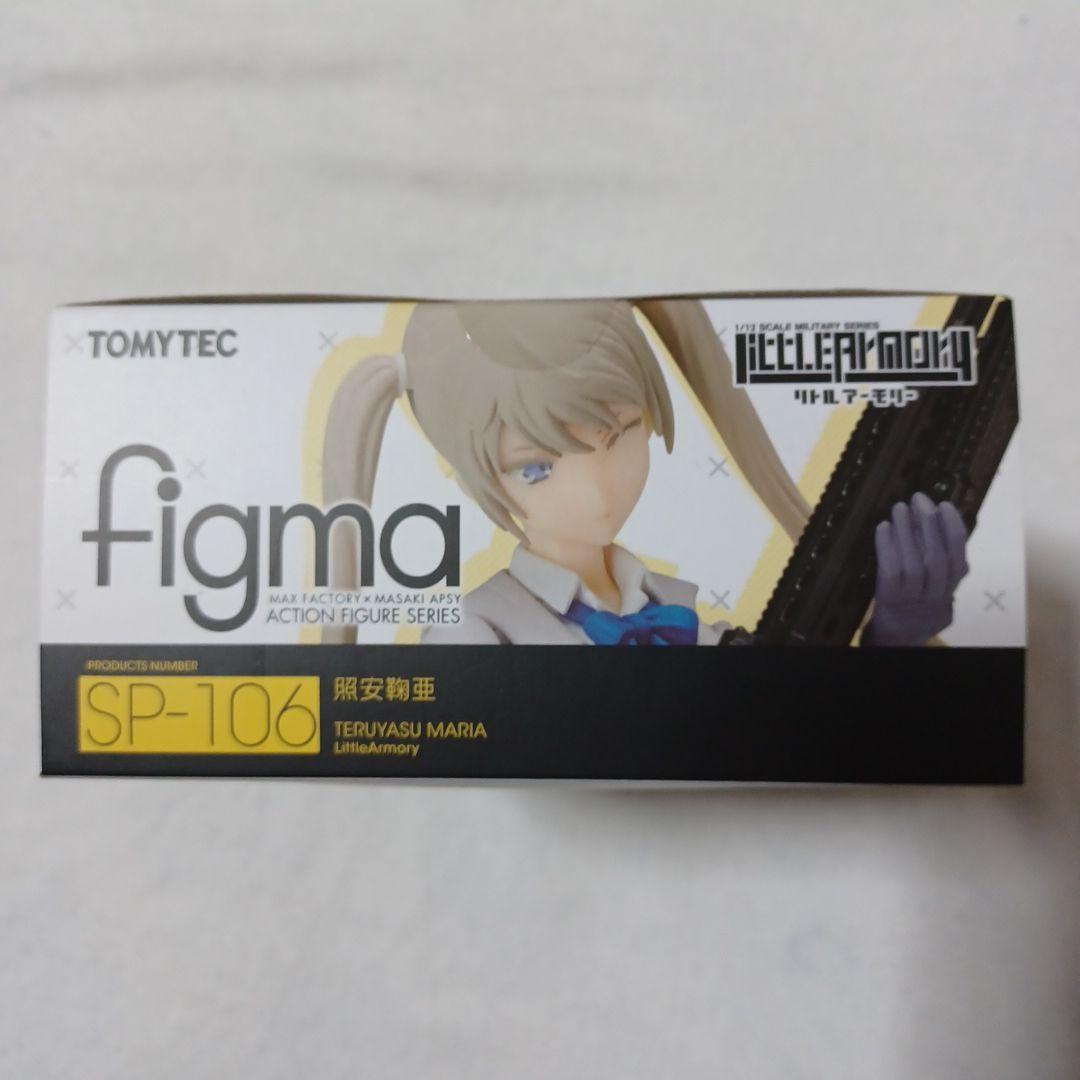 TOMYTEC
1/12 SCALE MILITARY SERIES
LittleArmory
リトルアーモリー
figma
MAX FACTORY × MASAKI APSY
ACTION FIGURE SERIES
PRODUCTS NUMBER
SP-106
照安鞠亜
TERUYASU MARIA
LittleArmory